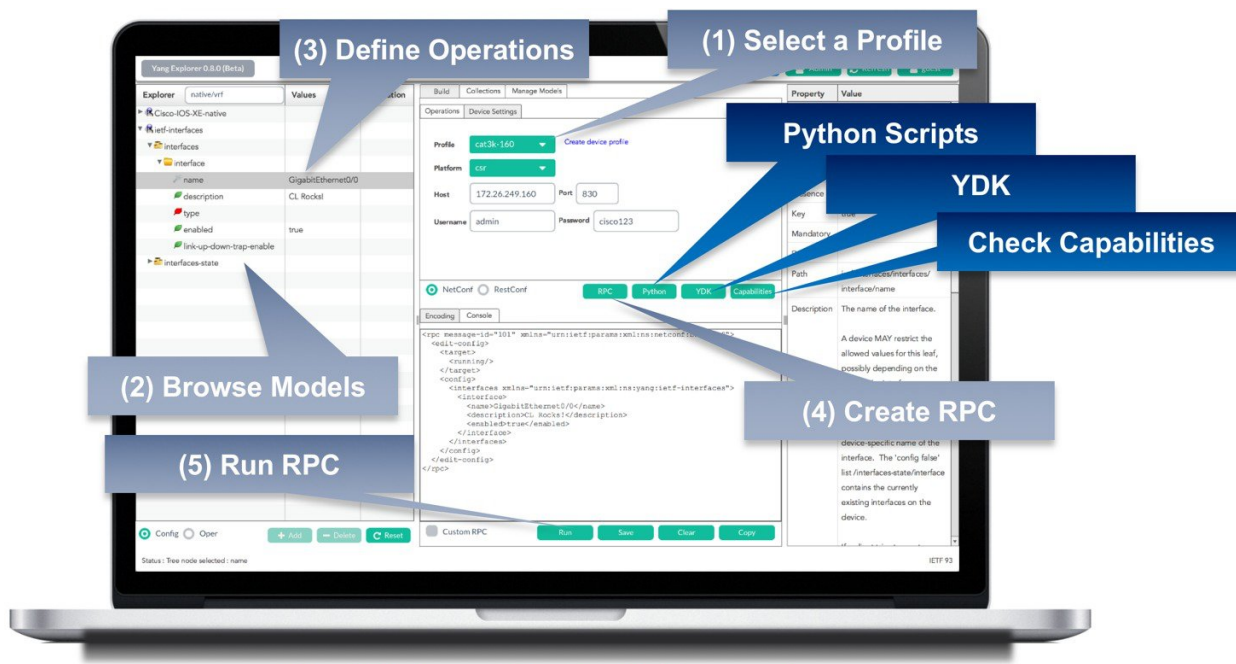 (3) Define Operations
(1) Select a Profile
Yang Explorer 0.8.0 (Beta)
Admin
Refresh
guest
Explorer
native/vrf
Values
Cisco-IOS-XE-native
ietf-interfaces
interfaces
interface
name
GigabitEthernet0/0
description
CL Rocks!
type
enabled
true
link-up-down-trap-enable
interfaces-state
Build
Collections
Manage Models
Operations
Device Settings
Profile
cat3k-160
Create device profile
Platform
csr
Host
172.26.249.160
Port
830
Username
admin
Password
cisco123
NetConf
RestConf
RPC
Python
YDK
Capabilities
Encoding
Console
<rpc message-id="101" xmlns="urn:ietf:params:xml:ns:netconf:
<edit-config>
<target>
<running/>
</target>
<config>
<interfaces xmlns="urn:ietf:params:xml:ns:yang:ietf-interfaces">
<interface>
<name>GigabitEthernet0/0</name>
<description>CL Rocks!</description>
<enabled>true</enabled>
</interface>
</interfaces>
</config>
</edit-config>
</rpc>
Property
Value
Python Scripts
YDK
Check Capabilities
Key
true
Mandatory
Path
interfaces/interfaces/
interface/name
Description
The name of the interface.
A device MAY restrict the
allowed values for this leaf,
possibly depending on the
(2) Browse Models
(4) Create RPC
device-specific name of the
interface. The 'config false'
list /interfaces-state/interface
contains the currently
existing interfaces on the
device.
(5) Run RPC
Config
Oper
+ Add
− Delete
Reset
Custom RPC
Run
Save
Clear
Copy
Status : Tree node selected : name
IETF 93